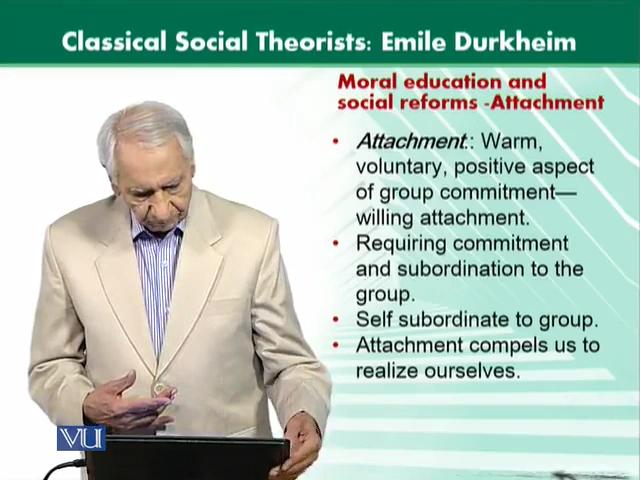 Classical Social Theorists: Emile Durkheim
Moral education and
social reforms -Attachment
• Attachment.: Warm,
voluntary, positive aspect
of group commitment—
willing attachment.
• Requiring commitment
and subordination to the
group.
• Self subordinate to group.
• Attachment compels us to
realize ourselves.
VU